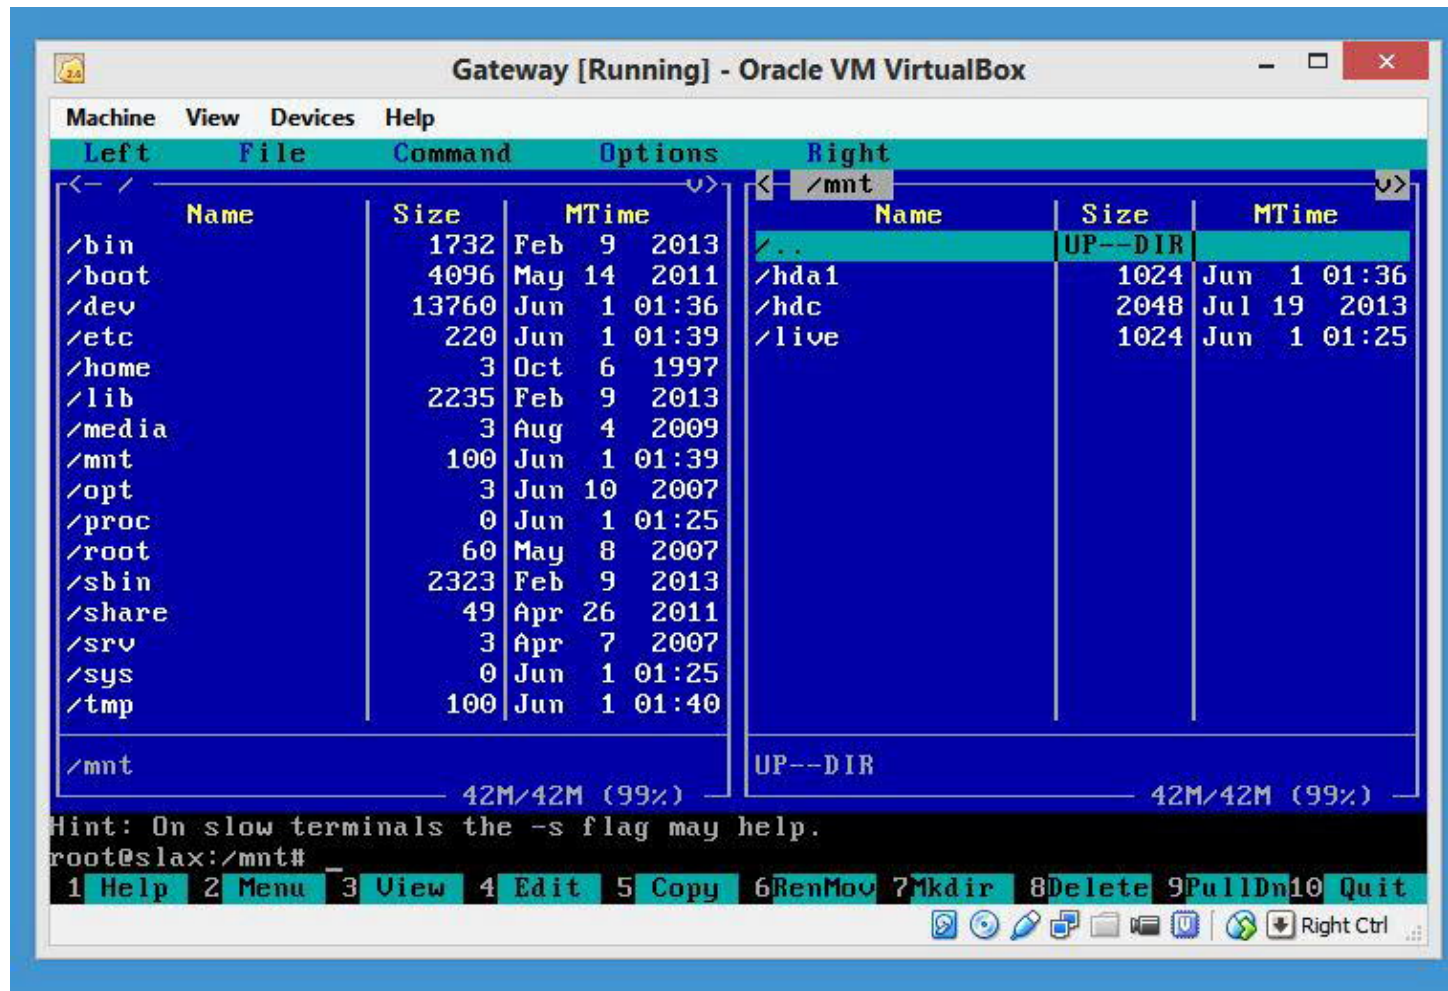 Gateway [Running] - Oracle VM VirtualBox
Machine View Devices Help
Left File Command Options Right
<- / v> < /mnt v>
Name Size MTime Name Size MTime
/bin 1732 Feb 9 2013 /.. UP--DIR
/boot 4096 May 14 2011 /hda1 1024 Jun 1 01:36
/dev 13760 Jun 1 01:36 /hdc 2048 Jul 19 2013
/etc 220 Jun 1 01:39 /live 1024 Jun 1 01:25
/home 3 Oct 6 1997
/lib 2235 Feb 9 2013
/media 3 Aug 4 2009
/mnt 100 Jun 1 01:39
/opt 3 Jun 10 2007
/proc 0 Jun 1 01:25
/root 60 May 8 2007
/sbin 2323 Feb 9 2013
/share 49 Apr 26 2011
/srv 3 Apr 7 2007
/sys 0 Jun 1 01:25
/tmp 100 Jun 1 01:40
/mnt UP--DIR
42M/42M (99%) 42M/42M (99%)
Hint: On slow terminals the -s flag may help.
root@slax:/mnt# _
1 Help 2 Menu 3 View 4 Edit 5 Copy 6RenMov 7Mkdir 8Delete 9PullDn10 Quit
Right Ctrl